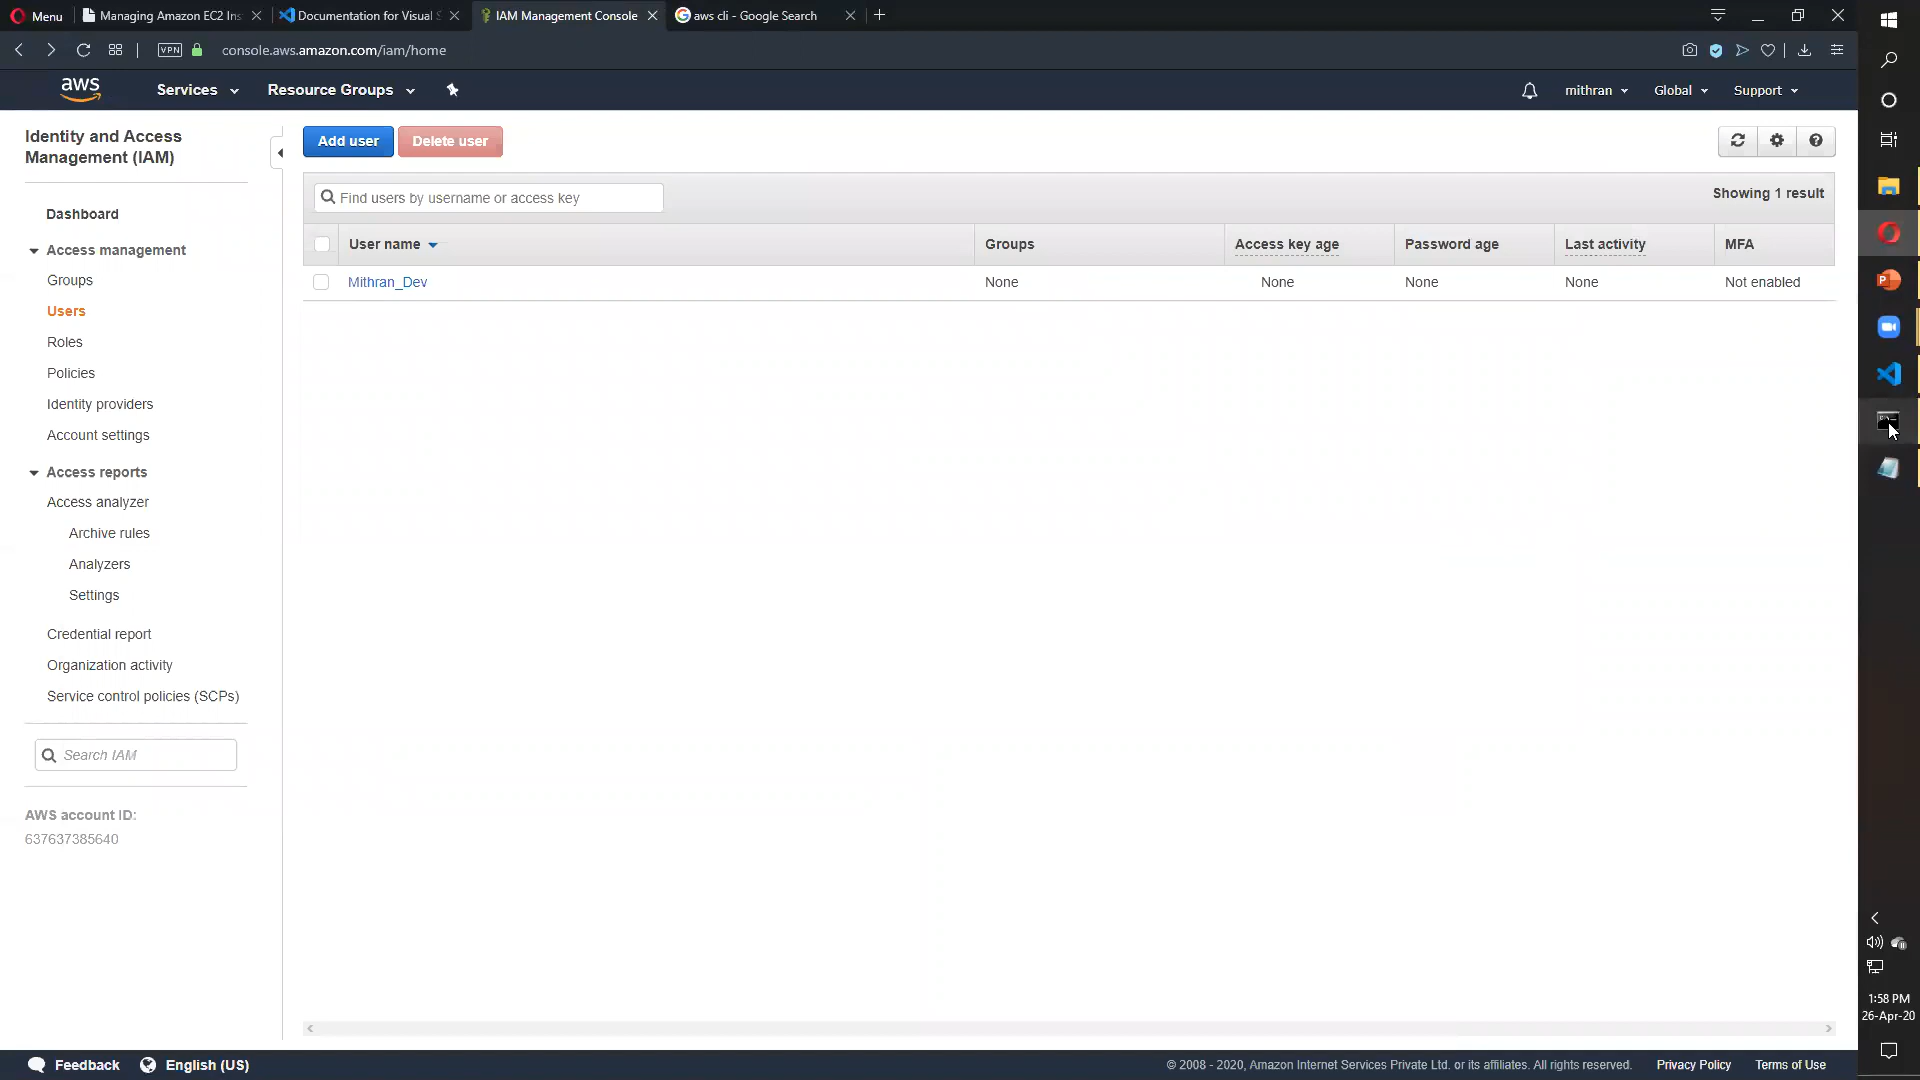 Menu
Managing Amazon EC2 Ins
Documentation for Visual S
IAM Management Console
aws cli - Google Search
VPN
console.aws.amazon.com/iam/home
aws
Services
Resource Groups
mithran
Global
Support
Identity and Access
Management (IAM)
Dashboard
Access management
Groups
Users
Roles
Policies
Identity providers
Account settings
Access reports
Access analyzer
Archive rules
Analyzers
Settings
Credential report
Organization activity
Service control policies (SCPs)
Search IAM
AWS account ID:
637637385640
Add user
Delete user
Find users by username or access key
Showing 1 result
User name
Groups
Access key age
Password age
Last activity
MFA
Mithran_Dev
None
None
None
None
Not enabled
Feedback
English (US)
© 2008 - 2020, Amazon Internet Services Private Ltd. or its affiliates. All rights reserved.
Privacy Policy
Terms of Use
1:58 PM
26-Apr-20